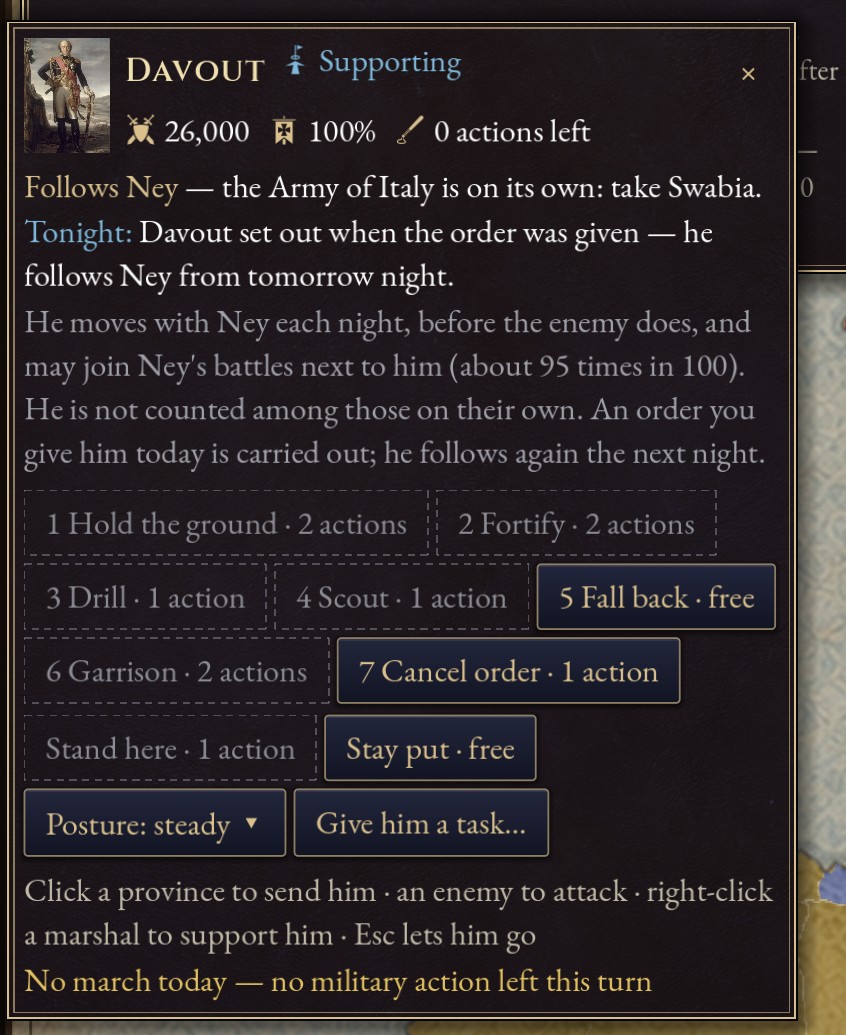 DAVOUT Supporting ×
fter
26,000 100% 0 actions left
Follows Ney — the Army of Italy is on its own: take Swabia.
0
Tonight: Davout set out when the order was given — he
follows Ney from tomorrow night.
He moves with Ney each night, before the enemy does, and
may join Ney's battles next to him (about 95 times in 100).
He is not counted among those on their own. An order you
give him today is carried out; he follows again the next night.
1 Hold the ground · 2 actions 2 Fortify · 2 actions
3 Drill · 1 action 4 Scout · 1 action 5 Fall back · free
6 Garrison · 2 actions 7 Cancel order · 1 action
Stand here · 1 action Stay put · free
Posture: steady ▼ Give him a task...
Click a province to send him · an enemy to attack · right-click
a marshal to support him · Esc lets him go
No march today — no military action left this turn